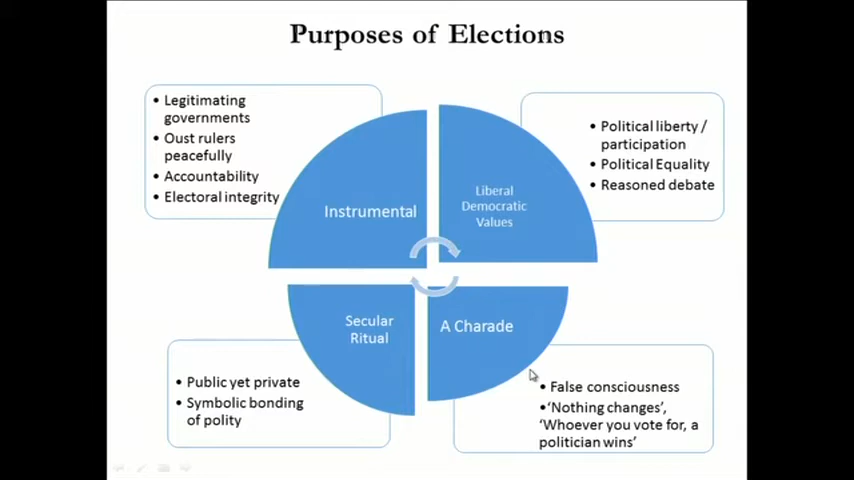 Purposes of Elections
• Legitimating
governments
• Oust rulers
peacefully
• Accountability
• Electoral integrity
Instrumental
Liberal
Democratic
Values
• Political liberty /
participation
• Political Equality
• Reasoned debate
Secular
Ritual
• Public yet private
• Symbolic bonding
of polity
A Charade
• False consciousness
•‘Nothing changes’,
‘Whoever you vote for, a
politician wins’